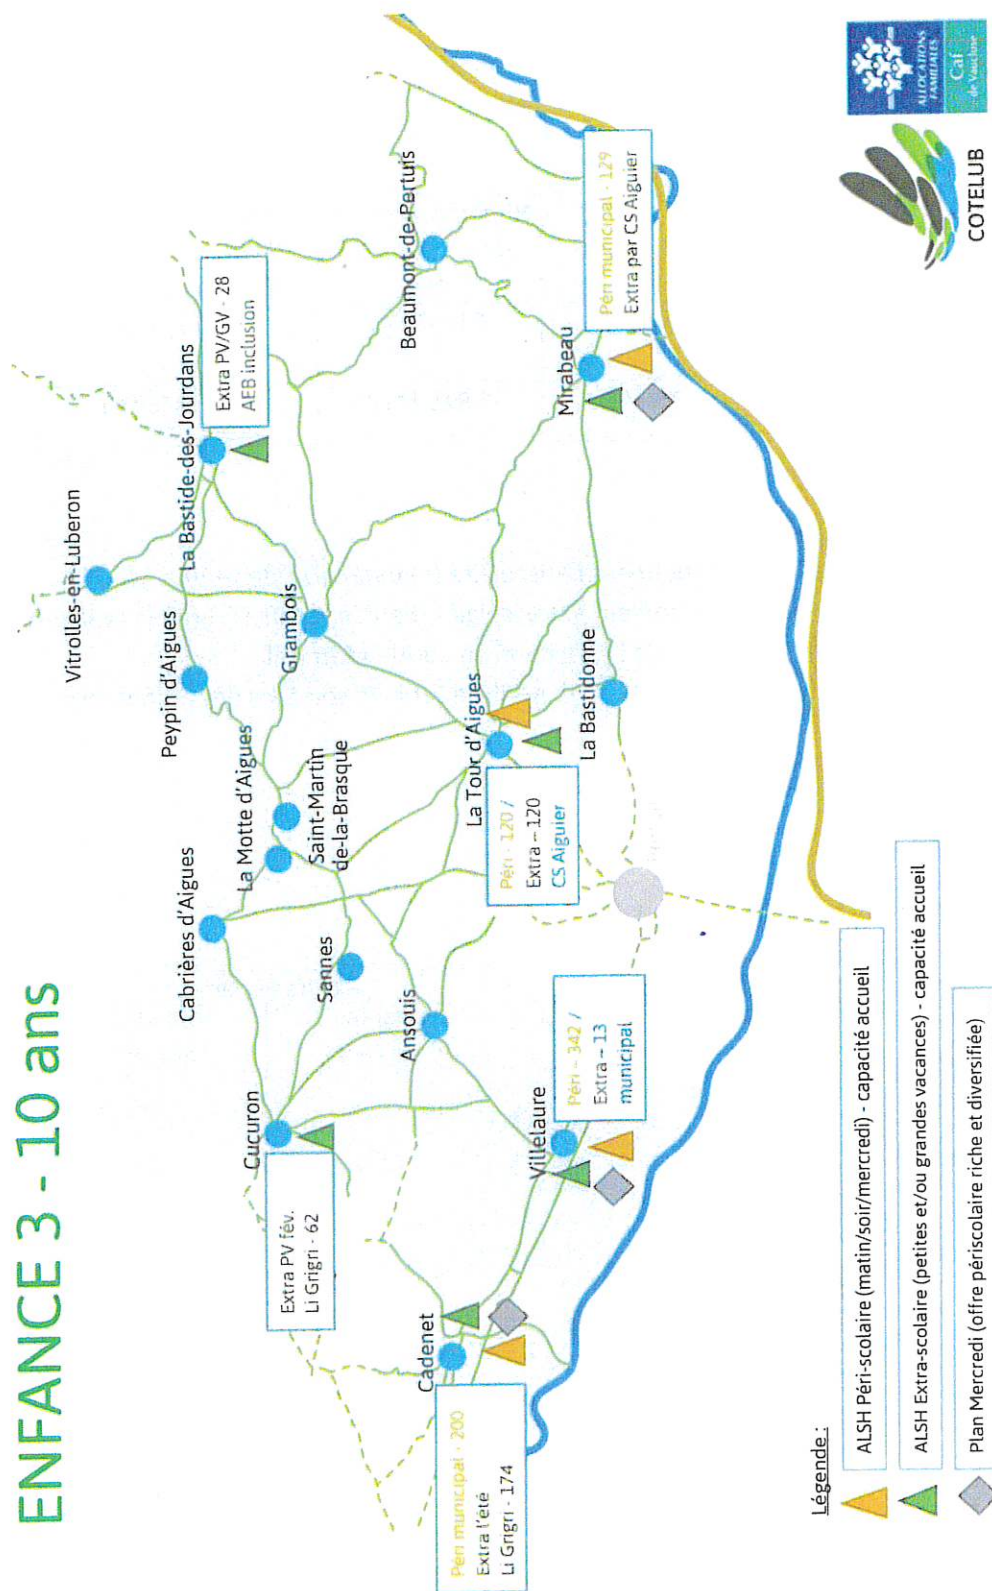 ENFANCE 3 - 10 ans
Vitrolles-en-Luberon
La Bastide-des-Jourdans
Extra PV/GV - 28
AEB inclusion
Peypin d'Aigues
Cabrières d'Aigues
La Motte d'Aigues
Saint-Martin
de-la-Brasque
Grambois
Beaumont-de-Pertuis
Cucuron
Extra PV fév.
Li Grigri - 62
Sannes
Ansouis
La Tour d'Aigues
Péri - 120 /
Extra – 120
CS Aiguier
La Bastidonne
Mirabeau
Péri municipal - 129
Extra par CS Aiguier
Cadenet
Péri municipal - 200
Extra l'été
Li Grigri - 174
Villelaure
Péri – 342 /
Extra – 13
municipal
Légende :
ALSH Péri-scolaire (matin/soir/mercredi) - capacité accueil
ALSH Extra-scolaire (petites et/ou grandes vacances) - capacité accueil
Plan Mercredi (offre périscolaire riche et diversifiée)
COTELUB
ALLOCATIONS
FAMILIALES
Caf
de Vaucluse